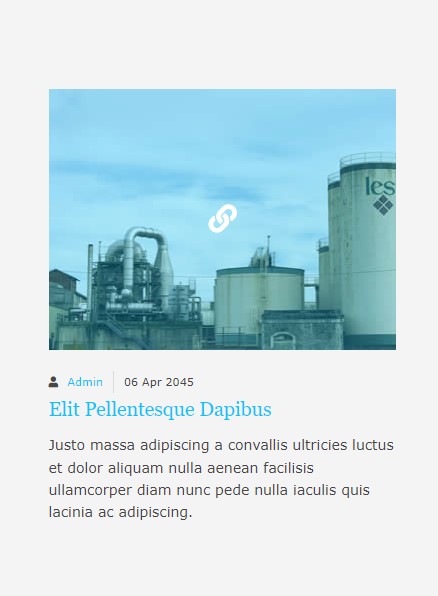 les
Admin
06 Apr 2045
Elit Pellentesque Dapibus
Justo massa adipiscing a convallis ultricies luctus
et dolor aliquam nulla aenean facilisis
ullamcorper diam nunc pede nulla iaculis quis
lacinia ac adipiscing.